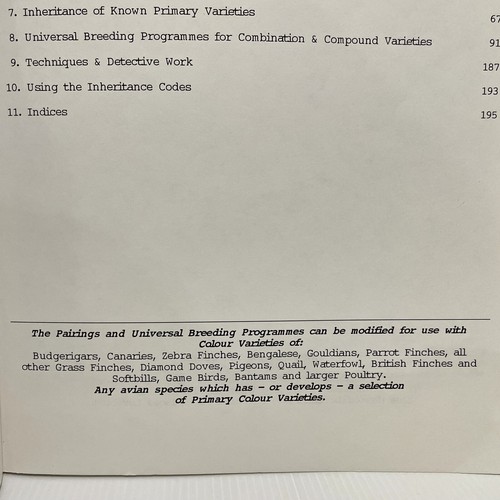 7. Inheritance of Known Primary Varieties 67
8. Universal Breeding Programmes for Combination & Compound Varieties 91
9. Techniques & Detective Work 187
10. Using the Inheritance Codes 193
11. Indices 195
The Pairings and Universal Breeding Programmes can be modified for use with
Colour Varieties of:
Budgerigars, Canaries, Zebra Finches, Bengalese, Gouldians, Parrot Finches, all
other Grass Finches, Diamond Doves, Pigeons, Quail, Waterfowl, British Finches and
Softbills, Game Birds, Bantams and larger Poultry.
Any avian species which has - or develops - a selection
of Primary Colour Varieties.